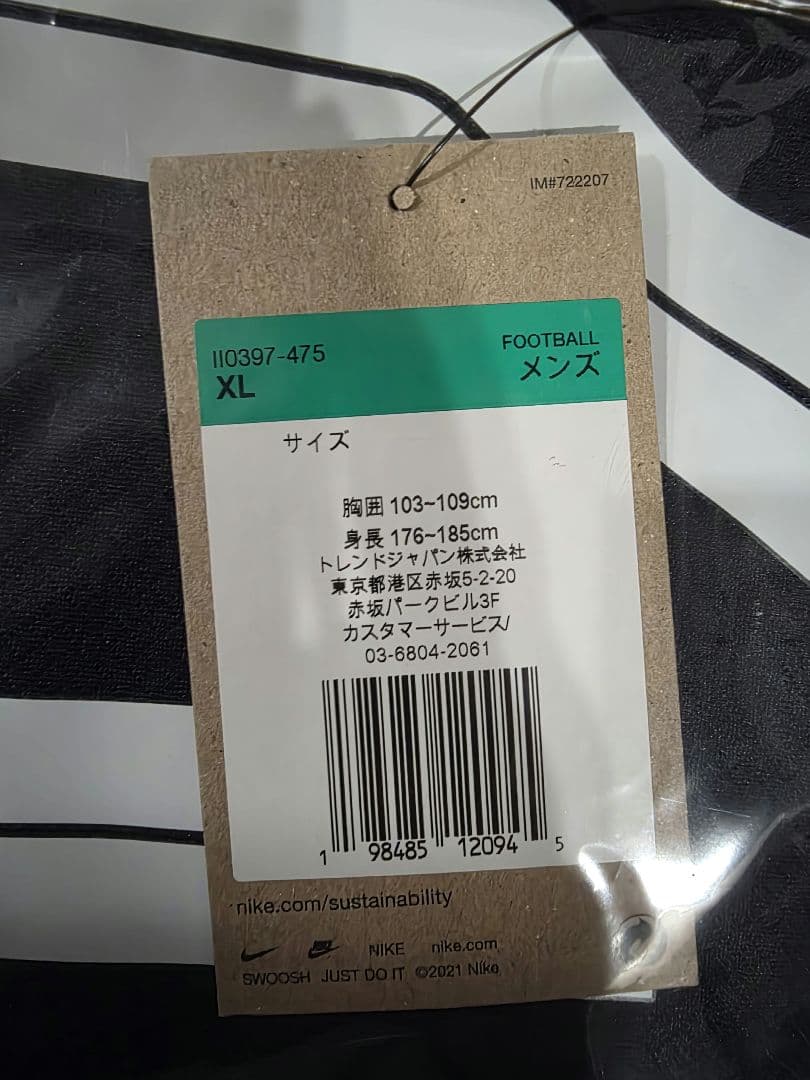 IM#722207
II0397-475
XL
FOOTBALL
メンズ
サイズ
胸囲 103~109cm
身長 176~185cm
トレンドジャパン株式会社
東京都港区赤坂5-2-20
赤坂パークビル3F
カスタマーサービス/
03-6804-2061
1 98485 12094 5
nike.com/sustainability
NIKE nike.com
SWOOSH JUST DO IT ©2021 Nike